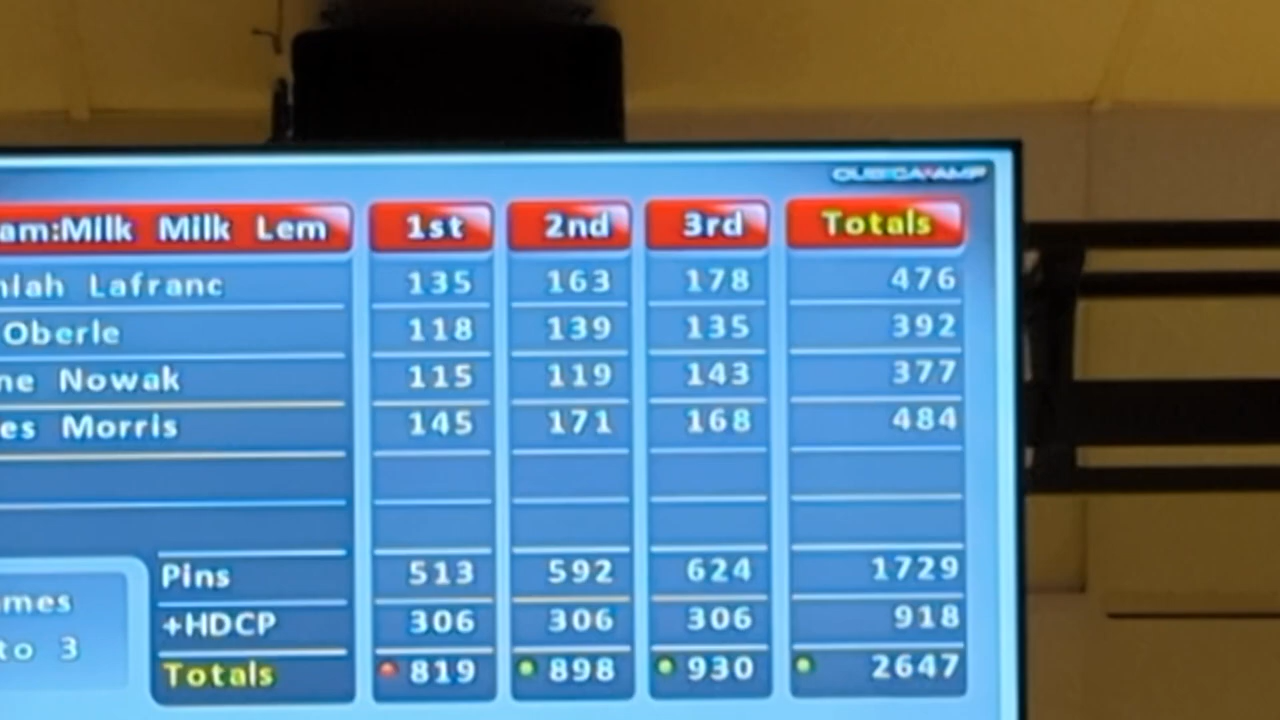 am:Milk Milk Lem 1st 2nd 3rd Totals
niah Lafranc 135 163 178 476
Oberle 118 139 135 392
ne Nowak 115 119 143 377
es Morris 145 171 168 484
Pins 513 592 624 1729
+HDCP 306 306 306 918
Totals 819 898 930 2647
mes
to 3